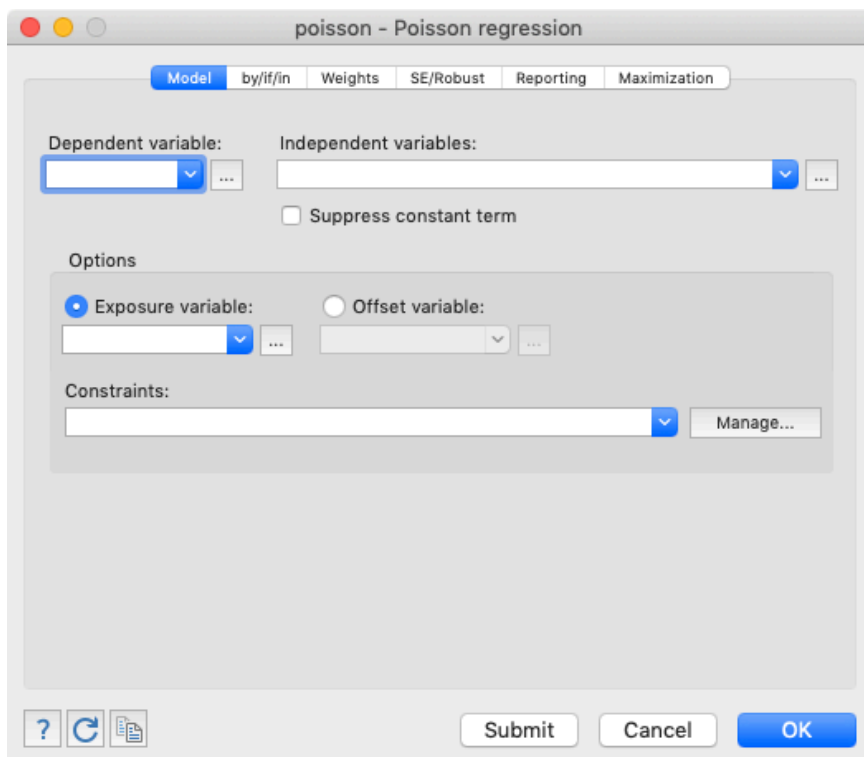 poisson - Poisson regression
Model by/if/in Weights SE/Robust Reporting Maximization
Dependent variable: Independent variables:
... ...
Suppress constant term
Options
Exposure variable: Offset variable:
... ...
Constraints:
Manage...
? Submit Cancel OK